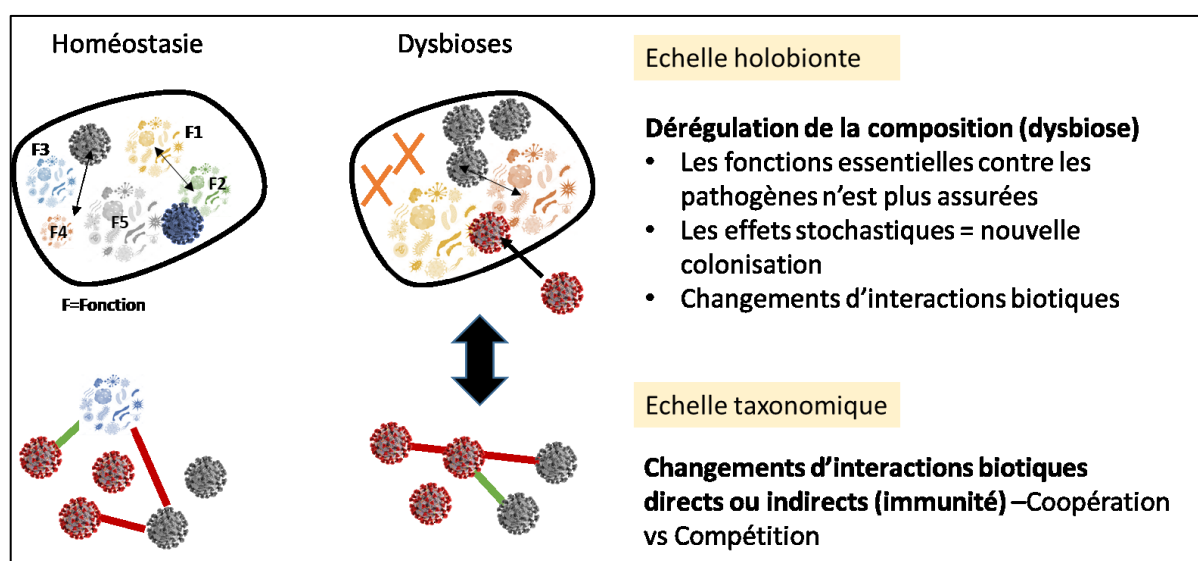 Homéostasie
Dysbioses
F3
F1
F2
F4
F5
F=Fonction
Echelle holobionte
Dérégulation de la composition (dysbiose)
• Les fonctions essentielles contre les
pathogènes n'est plus assurées
• Les effets stochastiques = nouvelle
colonisation
• Changements d'interactions biotiques
Echelle taxonomique
Changements d'interactions biotiques
directs ou indirects (immunité) –Coopération
vs Compétition